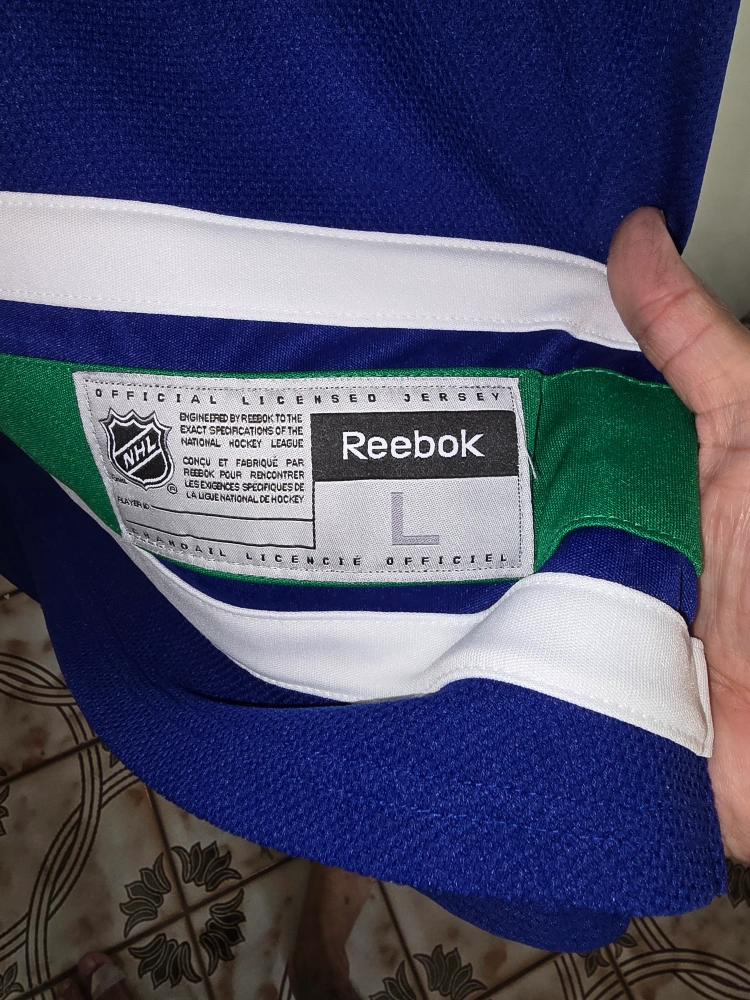 OFFICIAL LICENSED JERSEY
NHL
ENGINEERED BY REEBOK TO THE
EXACT SPECIFICATIONS OF THE
NATIONAL HOCKEY LEAGUE
CONÇU ET FABRIQUÉ PAR
REEBOK POUR RENCONTRER
LES EXIGENCES SPÉCIFIQUES DE
LA LIGUE NATIONAL DE HOCKEY
®
PLAYER ID
Reebok
L
CHANDAIL LICENCIÉ OFFICIEL